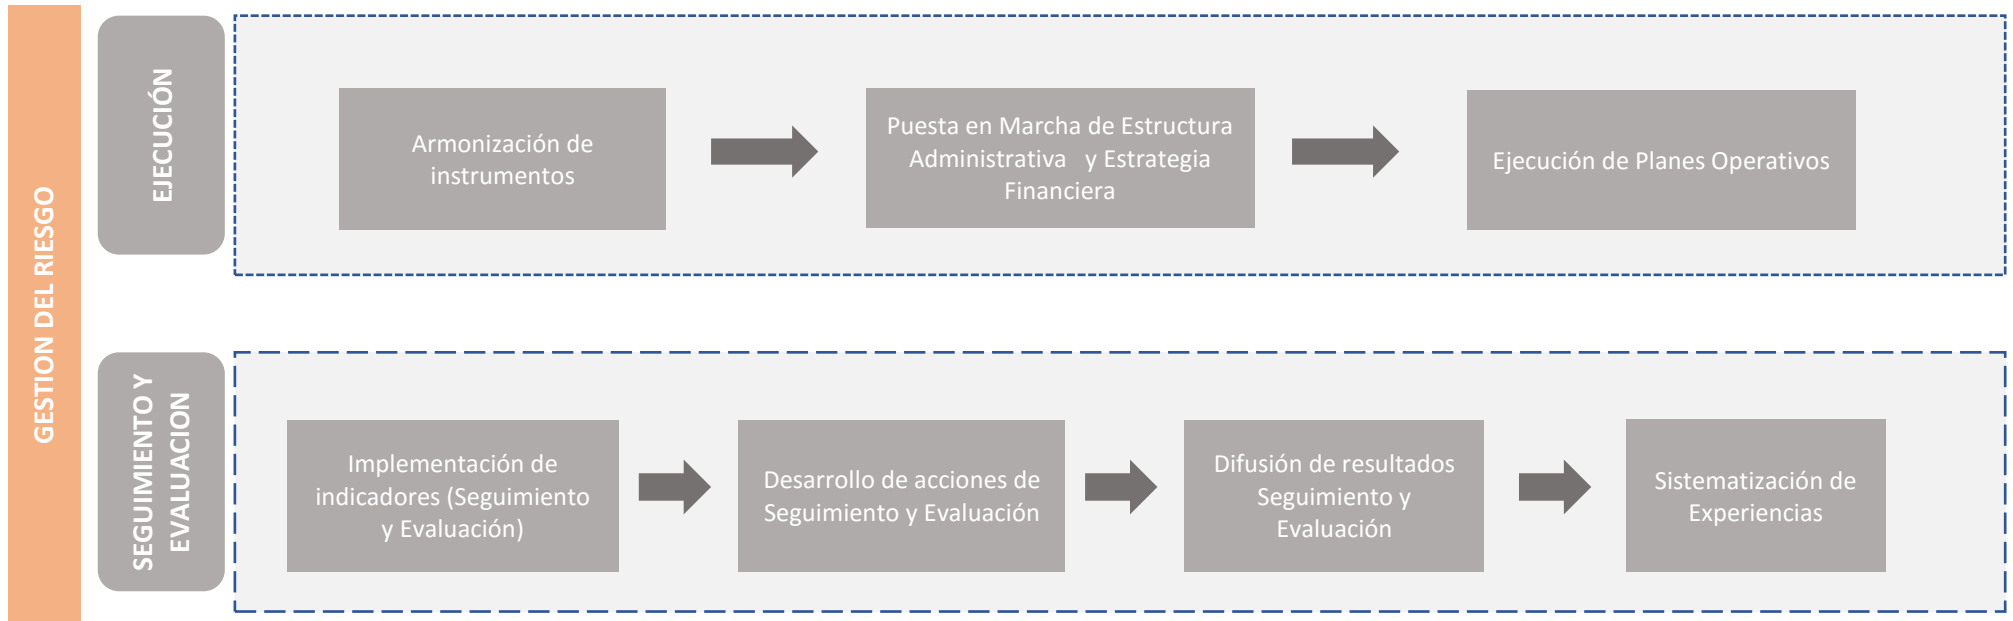 GESTION DEL RIESGO
EJECUCIÓN
Armonización de
instrumentos
Puesta en Marcha de Estructura
Administrativa y Estrategia
Financiera
Ejecución de Planes Operativos
SEGUIMIENTO Y
EVALUACION
Implementación de
indicadores (Seguimiento
y Evaluación)
Desarrollo de acciones de
Seguimiento y Evaluación
Difusión de resultados
Seguimiento y
Evaluación
Sistematización de
Experiencias